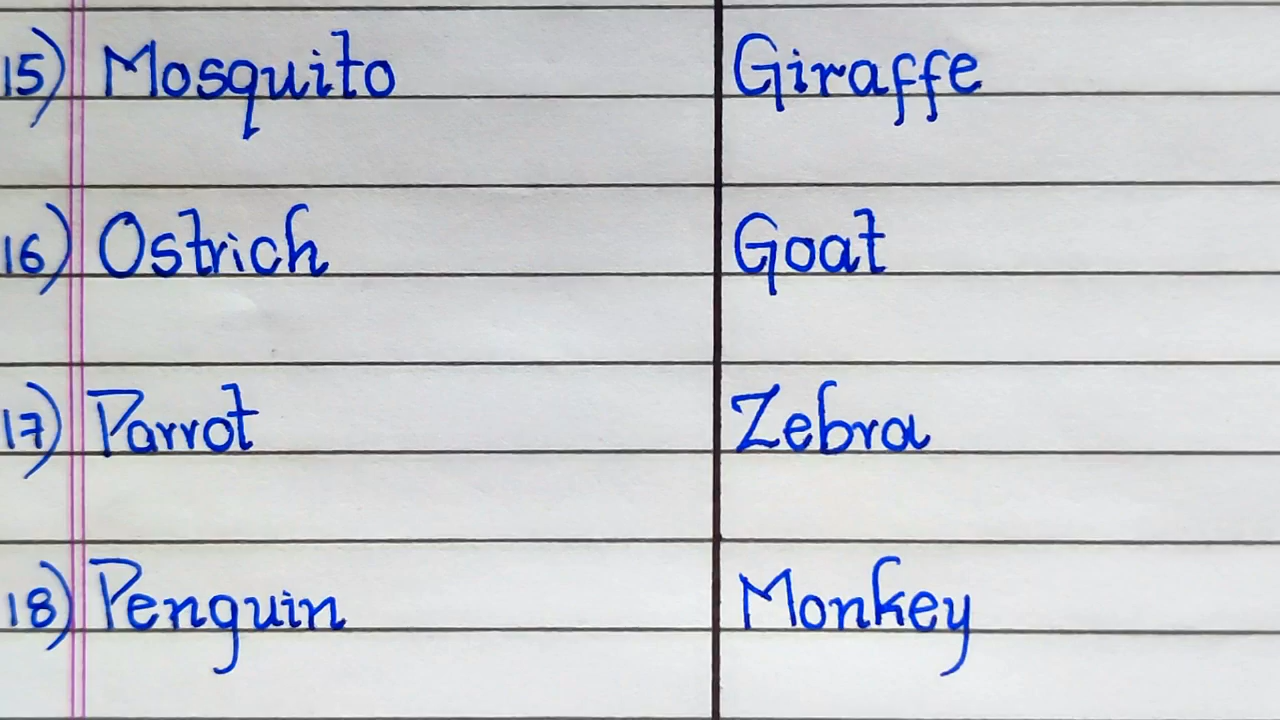 15) Mosquito Giraffe
16) Ostrich Goat
17) Parrot Zebra
18) Penguin Monkey